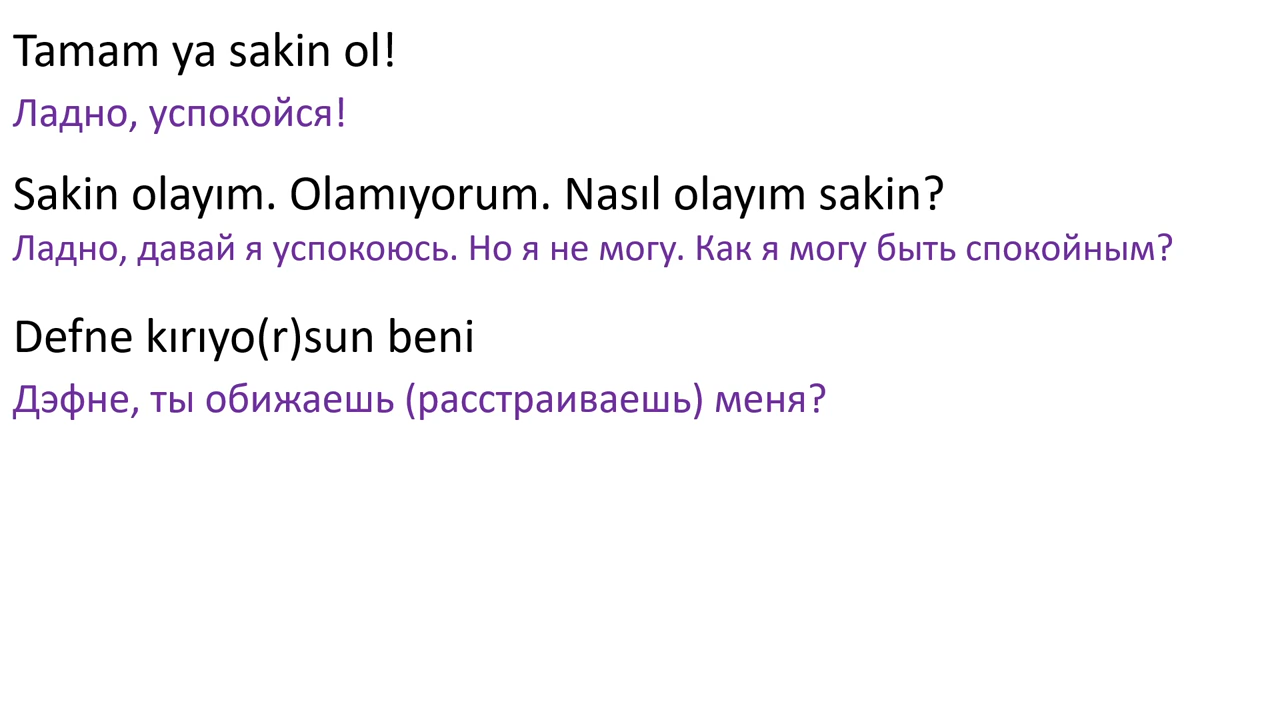 Tamam ya sakin ol!
Ладно, успокойся!
Sakin olayım. Olamıyorum. Nasıl olayım sakin?
Ладно, давай я успокоюсь. Но я не могу. Как я могу быть спокойным?
Defne kırıyo(r)sun beni
Дэфне, ты обижаешь (расстраиваешь) меня?